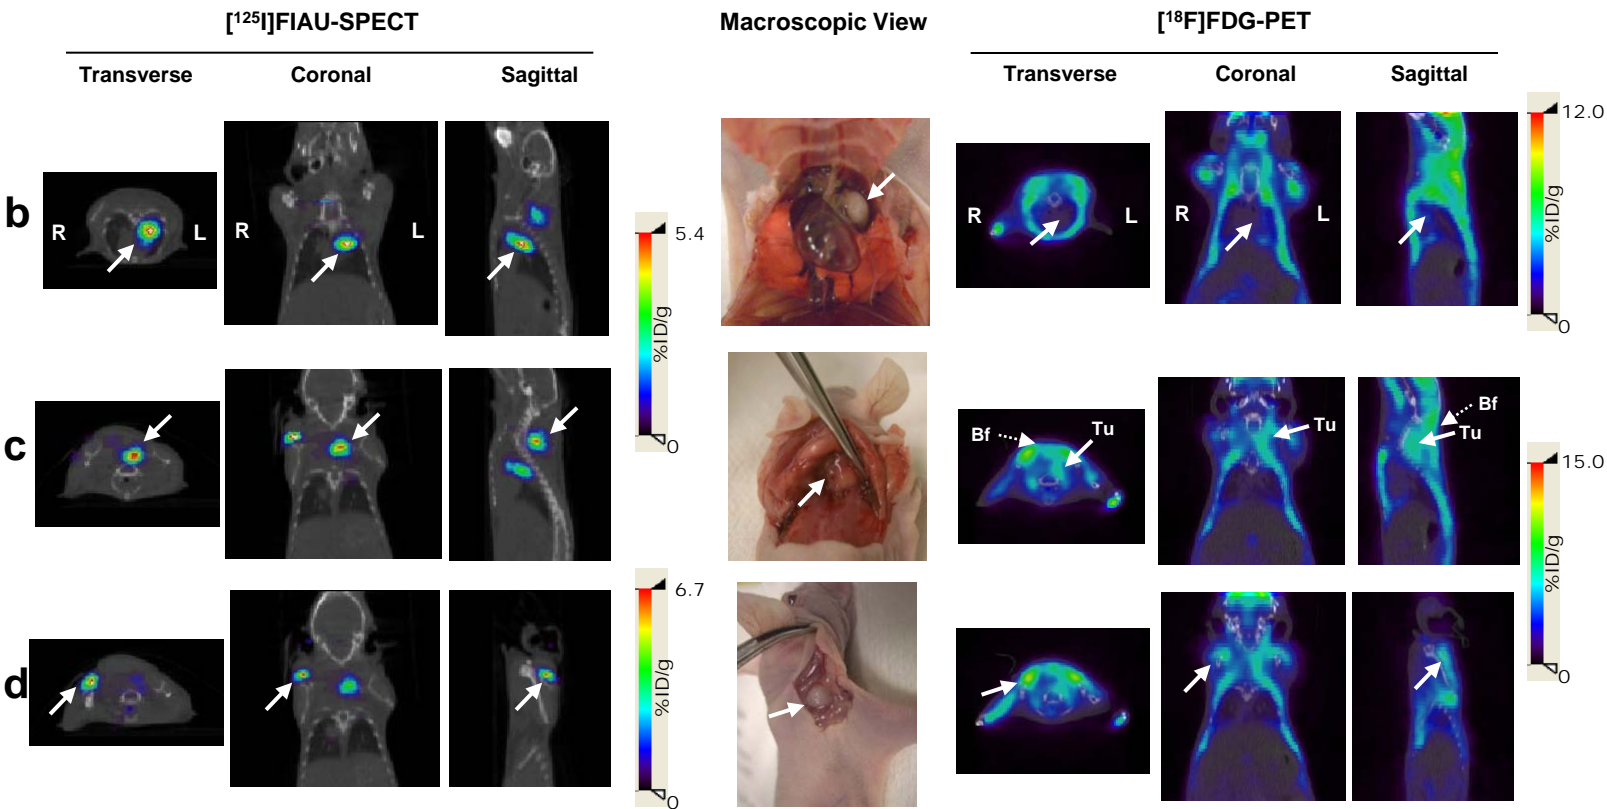 [¹²⁵I]FIAU-SPECT Macroscopic View [¹⁸F]FDG-PET
Transverse Coronal Sagittal Transverse Coronal Sagittal
b
R L
R L
5.4
%ID/g
0
R L
R L
12.0
%ID/g
0
c
Bf
Tu
Tu
Bf
Tu
15.0
%ID/g
0
d
6.7
%ID/g
0